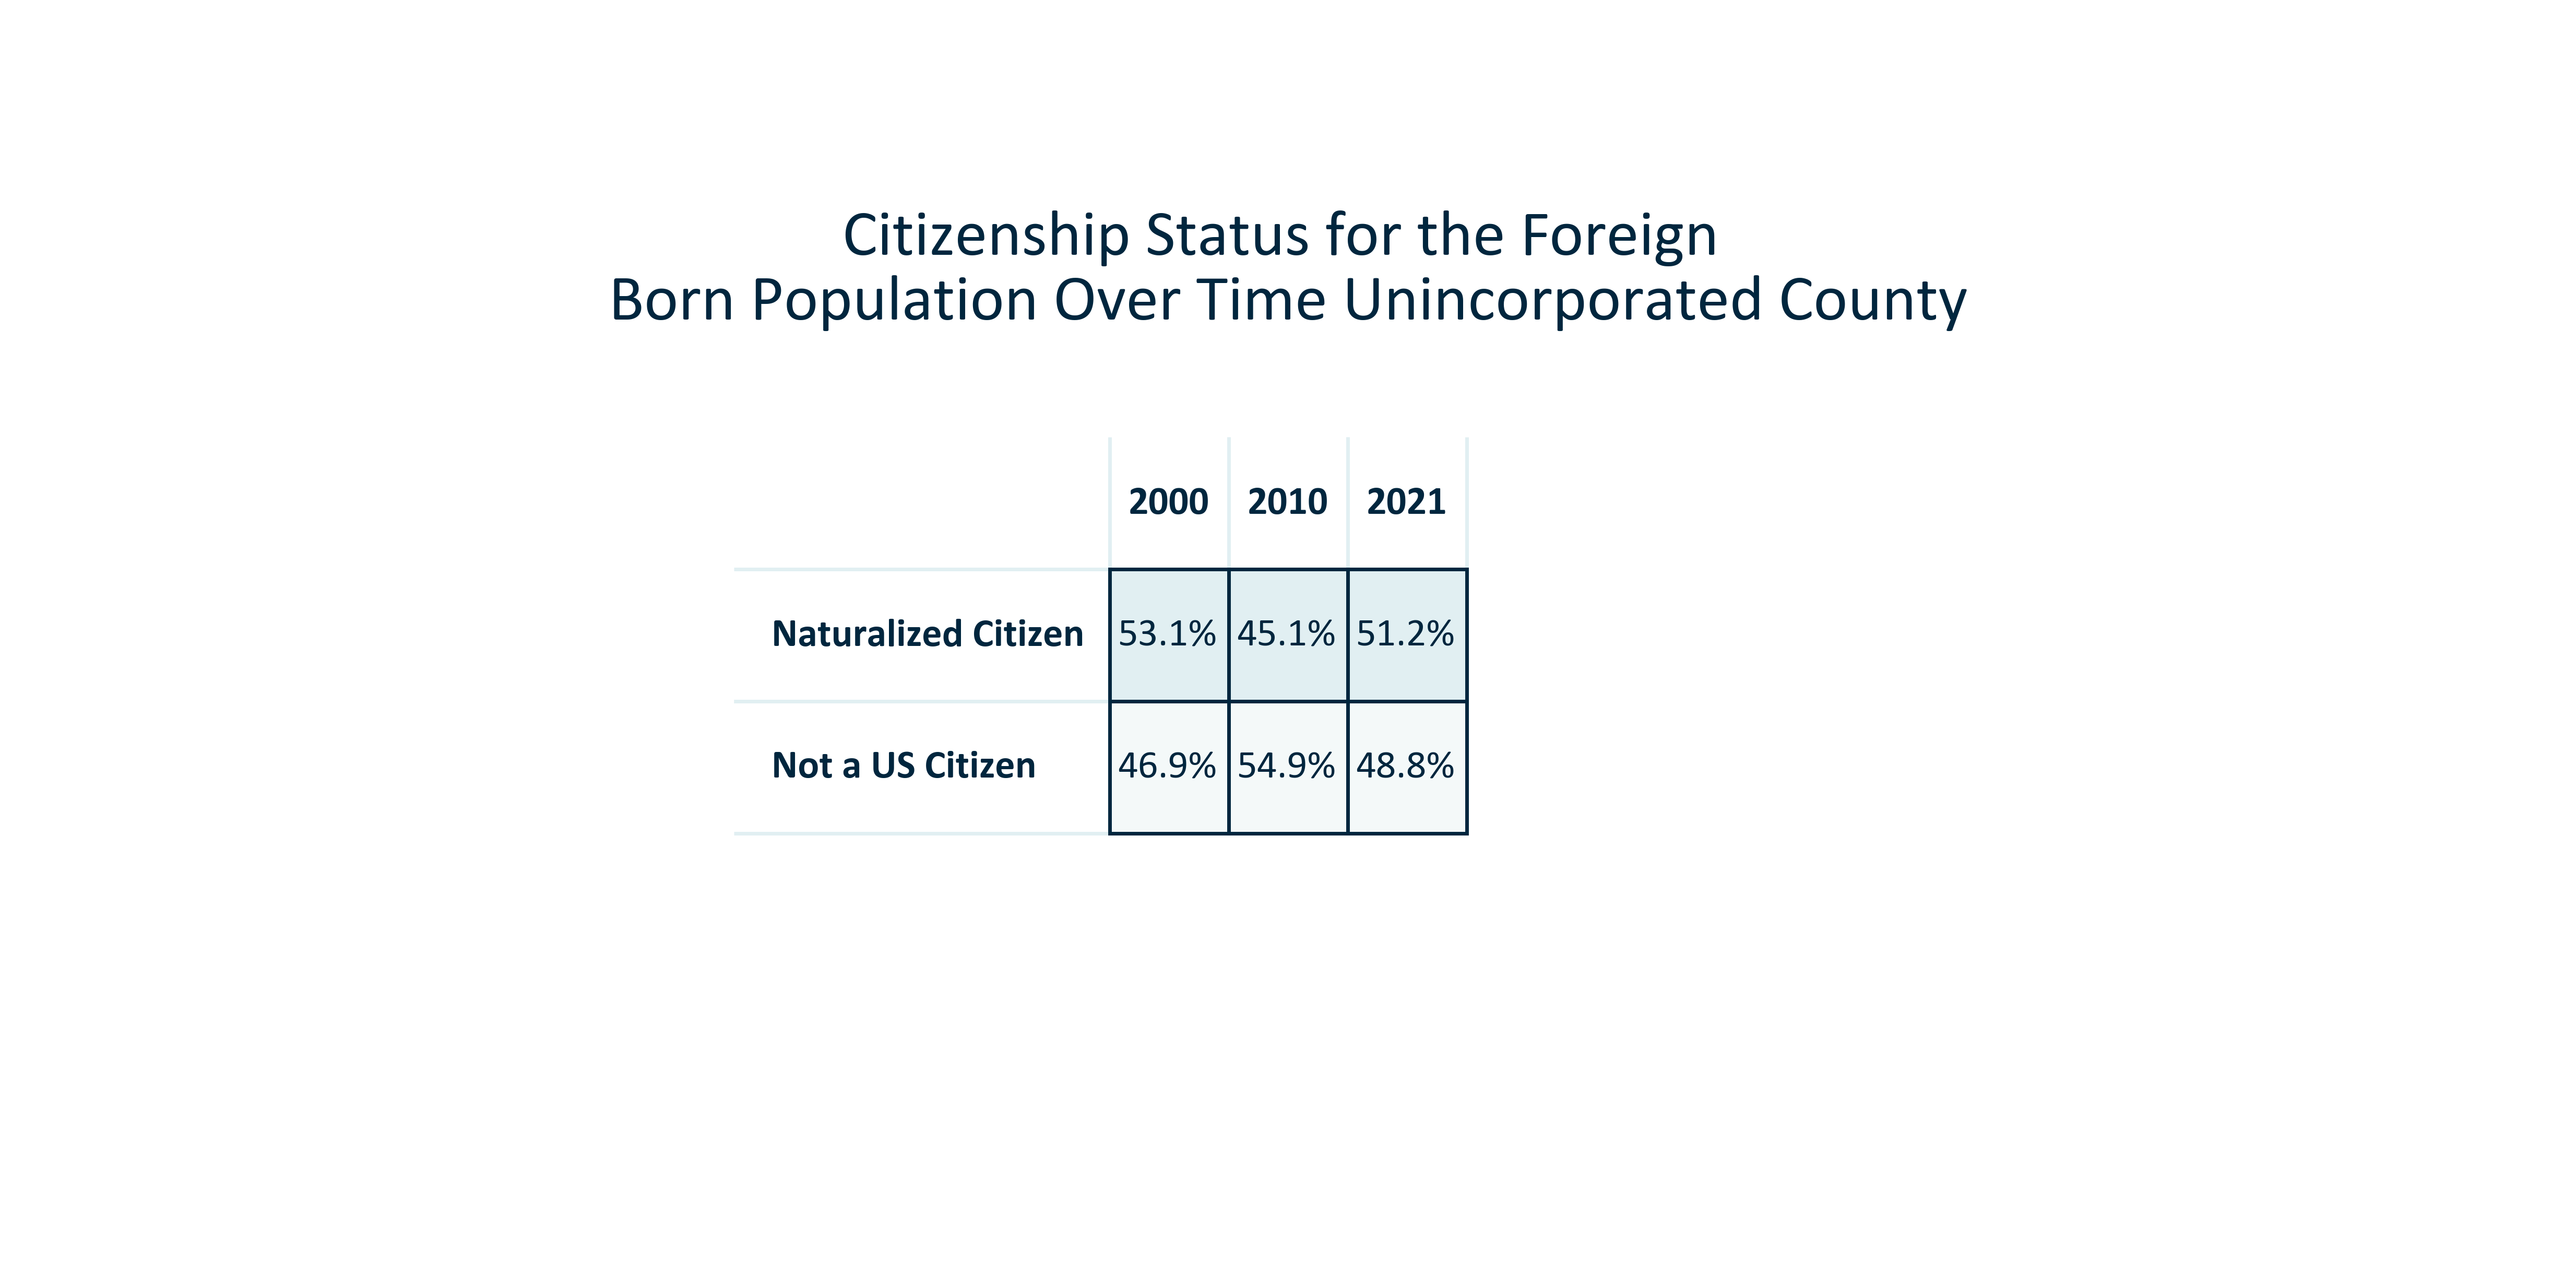 Citizenship Status for the Foreign
Born Population Over Time Unincorporated County
2000 2010 2021
Naturalized Citizen 53.1% 45.1% 51.2%
Not a US Citizen 46.9% 54.9% 48.8%